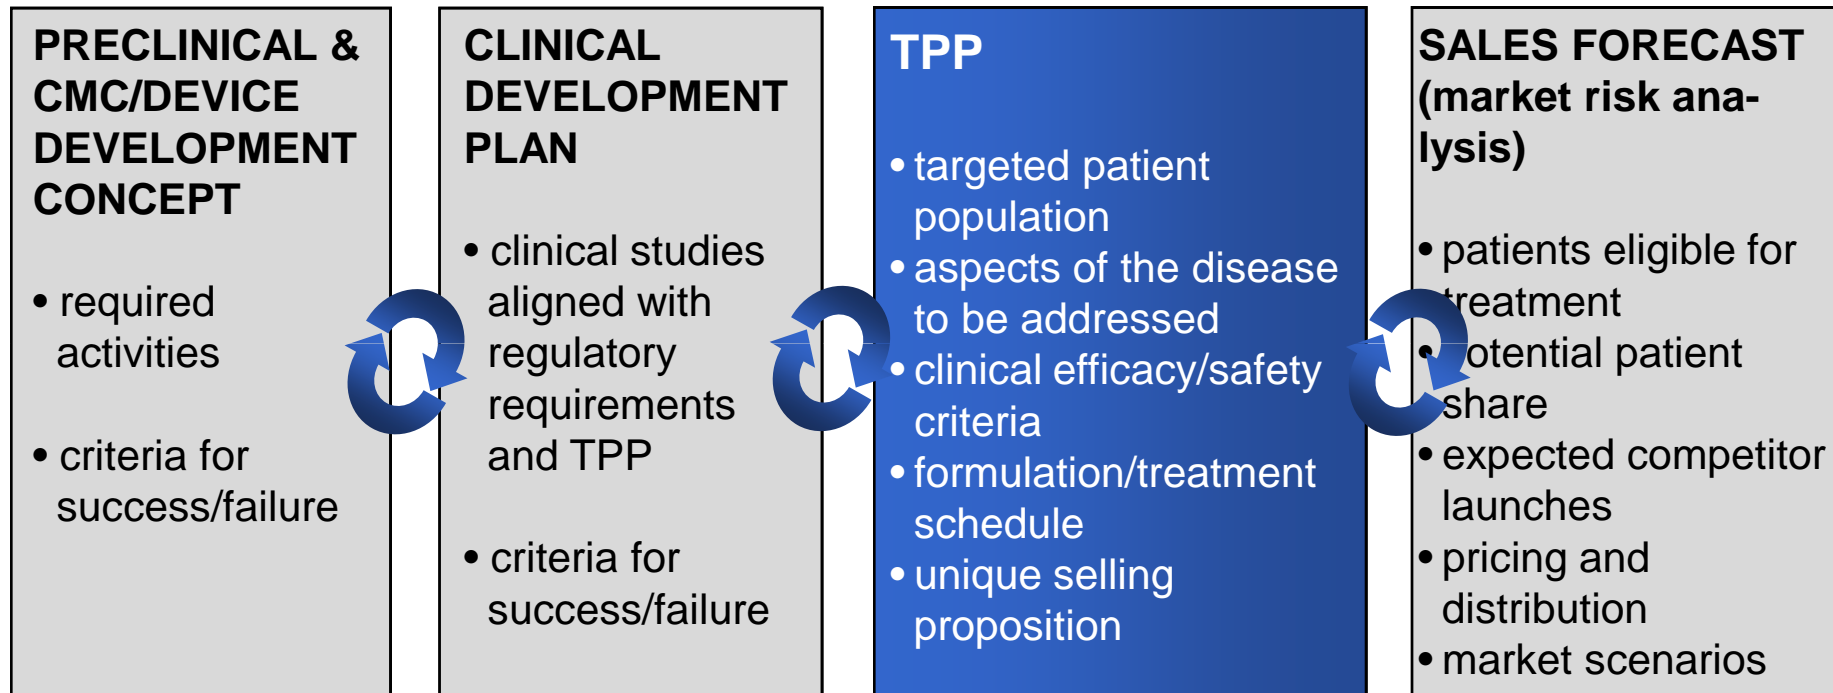 PRECLINICAL &
CMC/DEVICE
DEVELOPMENT
CONCEPT
• required
activities
• criteria for
success/failure
CLINICAL
DEVELOPMENT
PLAN
• clinical studies
aligned with
regulatory
requirements
and TPP
• criteria for
success/failure
TPP
• targeted patient
population
• aspects of the disease
to be addressed
• clinical efficacy/safety
criteria
• formulation/treatment
schedule
• unique selling
proposition
SALES FORECAST
(market risk ana-
lysis)
• patients eligible for
treatment
• potential patient
share
• expected competitor
launches
• pricing and
distribution
• market scenarios